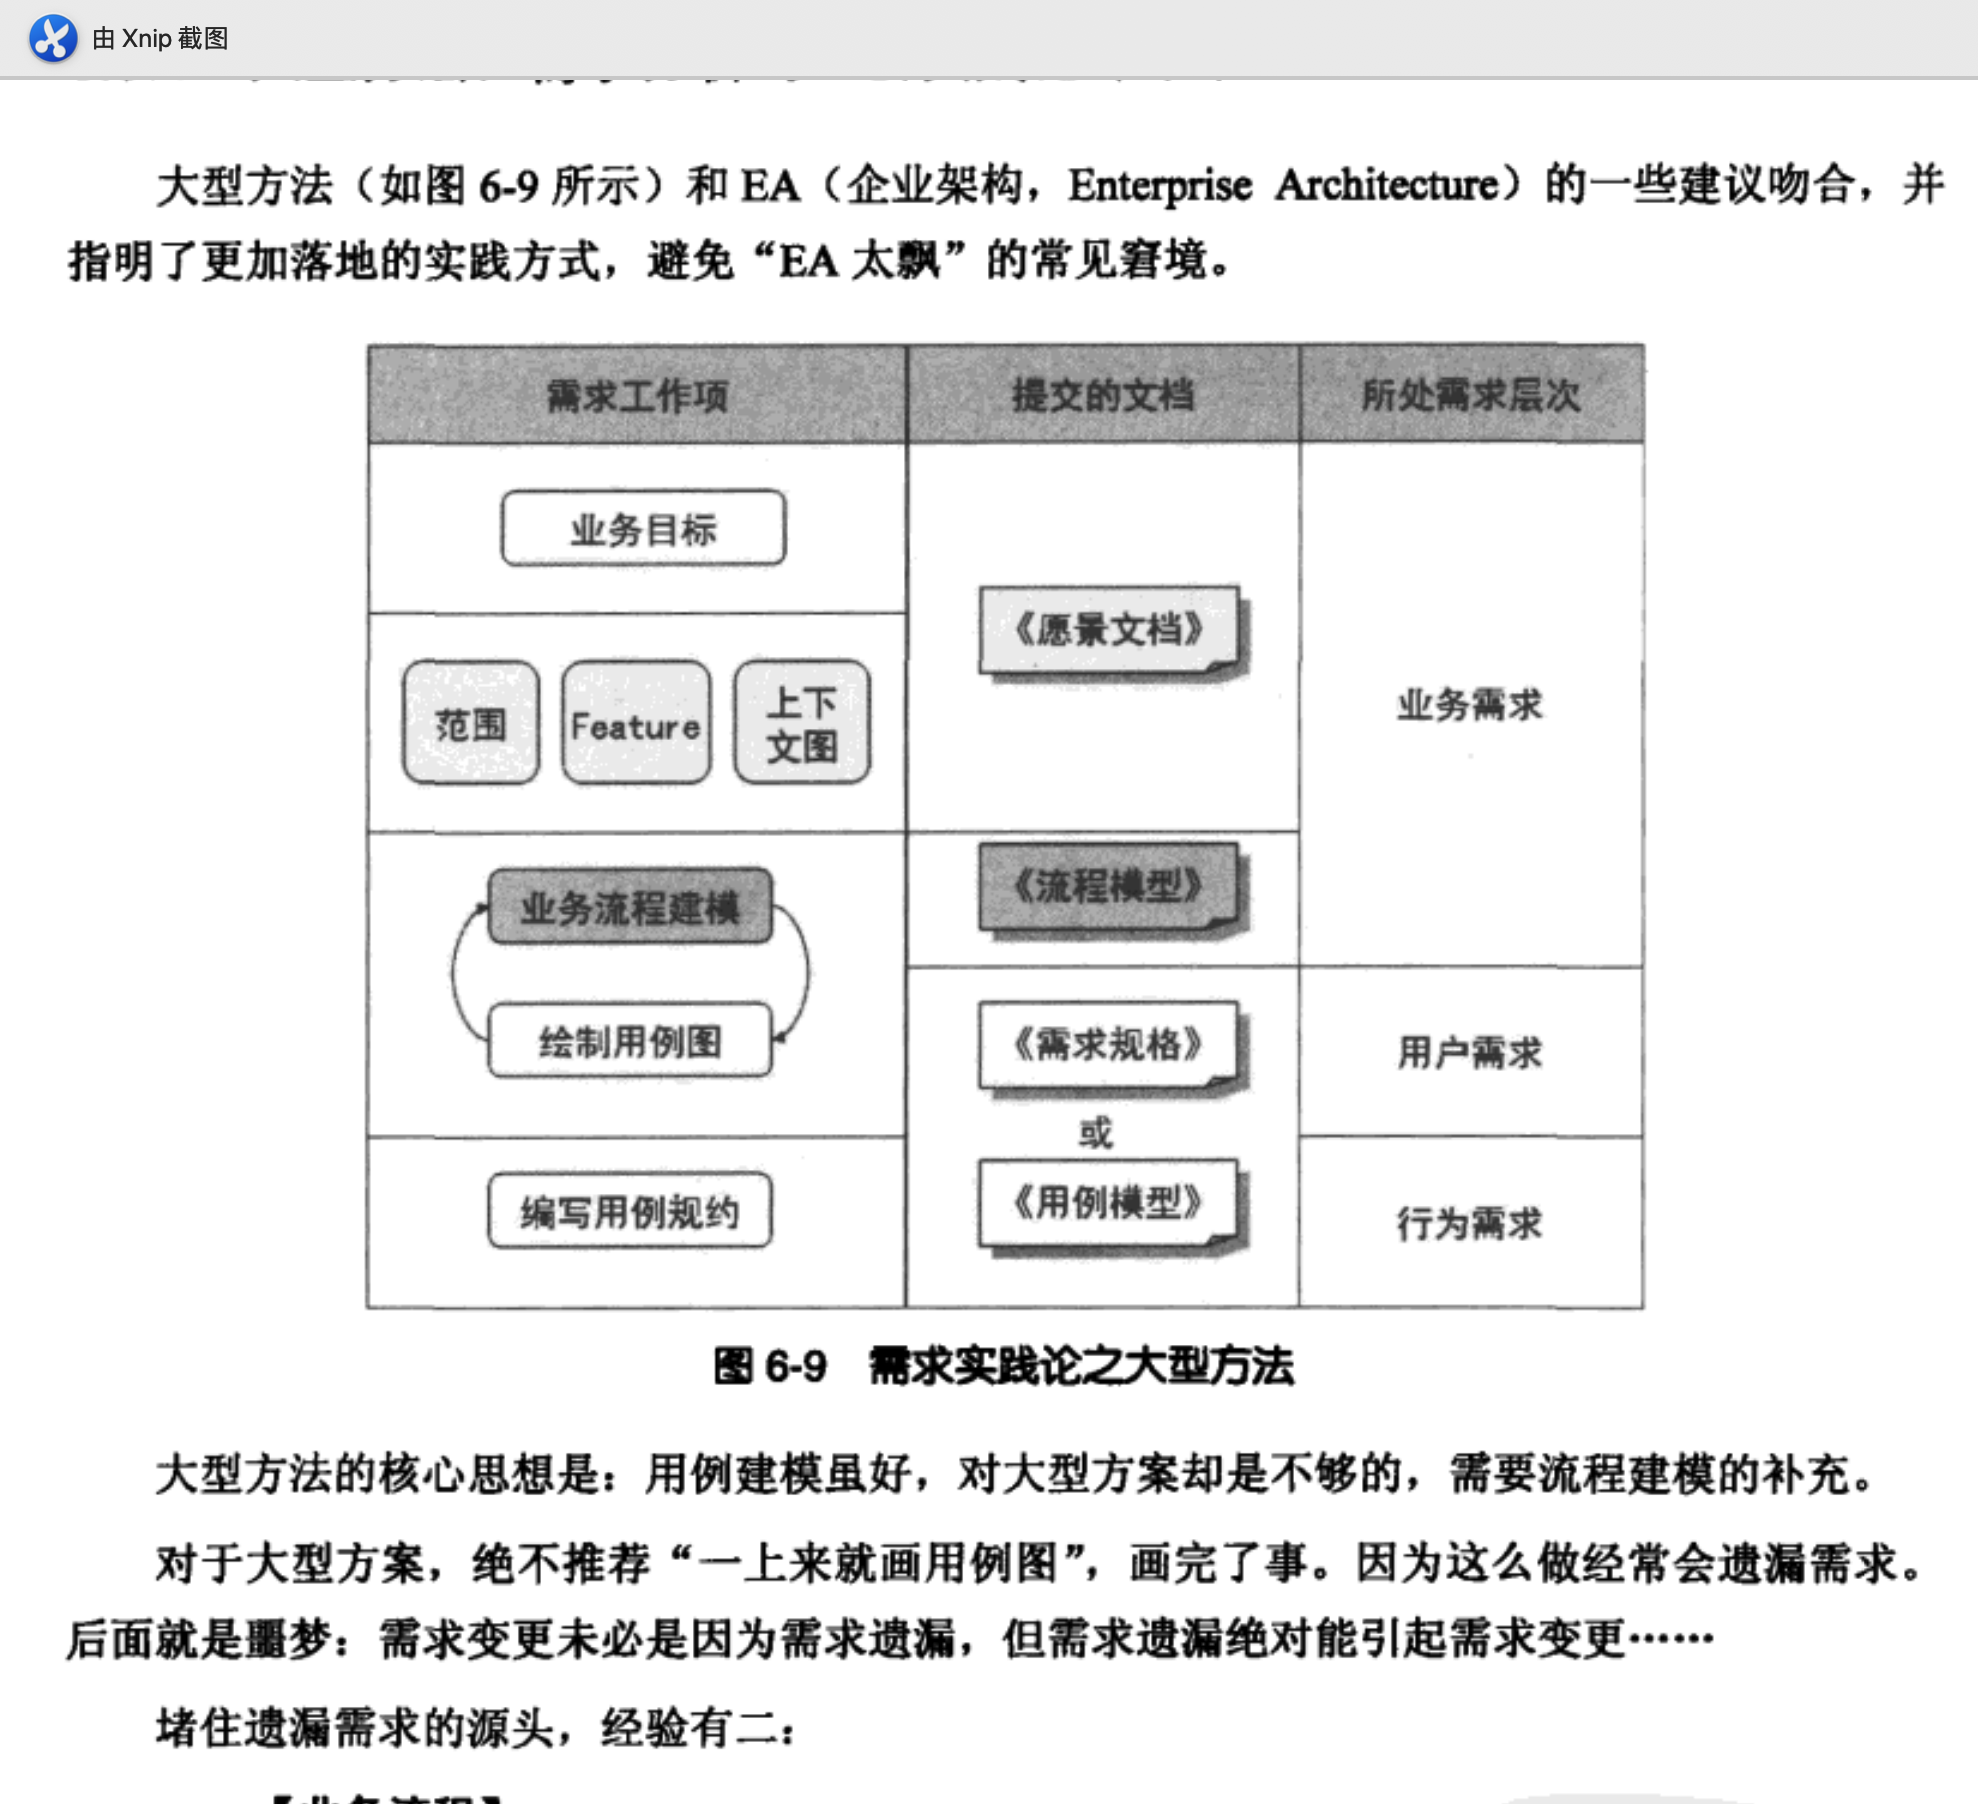 由 Xnip 截图
大型方法（如图 6-9 所示）和 EA（企业架构，Enterprise Architecture）的一些建议吻合，并
指明了更加落地的实践方式，避免“EA 太飘”的常见窘境。
需求工作项 提交的文档 所处需求层次
业务目标
《愿景文档》
业务需求
范围 Feature 上下
文图
业务流程建模 《流程模型》
绘制用例图 《需求规格》 用户需求
或
编写用例规约 《用例模型》 行为需求
图 6-9 需求实践论之大型方法
大型方法的核心思想是：用例建模虽好，对大型方案却是不够的，需要流程建模的补充。
对于大型方案，绝不推荐“一上来就画用例图”，画完了事。因为这么做经常会遗漏需求。
后面就是噩梦：需求变更未必是因为需求遗漏，但需求遗漏绝对能引起需求变更……
堵住遗漏需求的源头，经验有二：